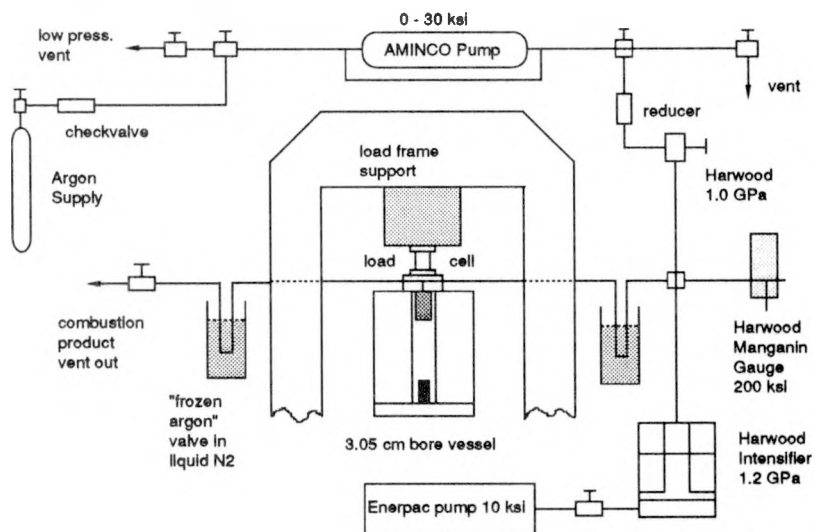 0 - 30 ksi
low press.
vent
AMINCO Pump
vent
checkvalve
reducer
Argon
Supply
load frame
support
Harwood
1.0 GPa
load cell
combustion
product
vent out
Harwood
Manganin
Gauge
200 ksi
"frozen
argon"
valve in
liquid N2
3.05 cm bore vessel
Harwood
Intensifier
1.2 GPa
Enerpac pump 10 ksi